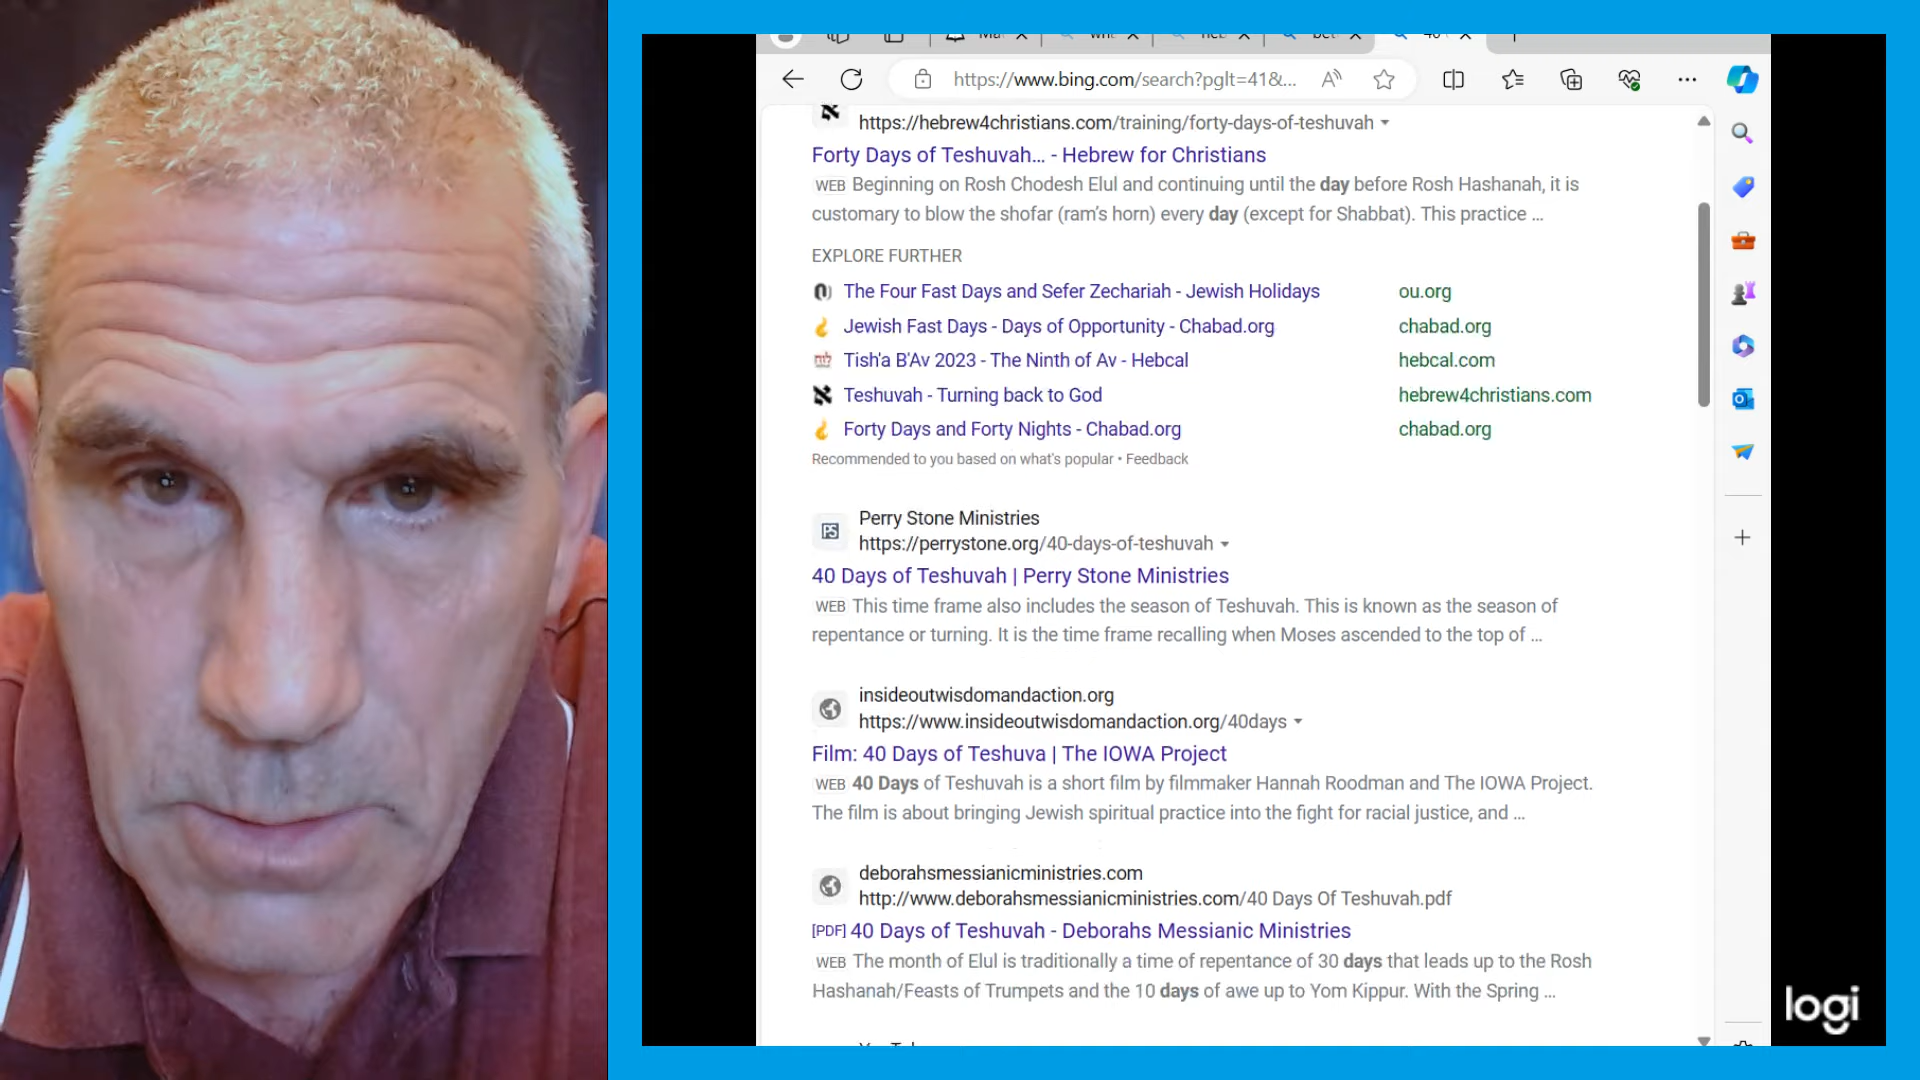 https://www.bing.com/search?pglt=41&...
https://hebrew4christians.com/training/forty-days-of-teshuvah
Forty Days of Teshuvah... - Hebrew for Christians
WEB Beginning on Rosh Chodesh Elul and continuing until the day before Rosh Hashanah, it is
customary to blow the shofar (ram's horn) every day (except for Shabbat). This practice ...
EXPLORE FURTHER
The Four Fast Days and Sefer Zechariah - Jewish Holidays ou.org
Jewish Fast Days - Days of Opportunity - Chabad.org chabad.org
Tish'a B'Av 2023 - The Ninth of Av - Hebcal hebcal.com
Teshuvah - Turning back to God hebrew4christians.com
Forty Days and Forty Nights - Chabad.org chabad.org
Recommended to you based on what's popular • Feedback
PS
Perry Stone Ministries
https://perrystone.org/40-days-of-teshuvah
40 Days of Teshuvah | Perry Stone Ministries
WEB This time frame also includes the season of Teshuvah. This is known as the season of
repentance or turning. It is the time frame recalling when Moses ascended to the top of ...
insideoutwisdomandaction.org
https://www.insideoutwisdomandaction.org/40days
Film: 40 Days of Teshuva | The IOWA Project
WEB 40 Days of Teshuvah is a short film by filmmaker Hannah Roodman and The IOWA Project.
The film is about bringing Jewish spiritual practice into the fight for racial justice, and ...
deborahsmessianicministries.com
http://www.deborahsmessianicministries.com/40 Days Of Teshuvah.pdf
[PDF] 40 Days of Teshuvah - Deborahs Messianic Ministries
WEB The month of Elul is traditionally a time of repentance of 30 days that leads up to the Rosh
Hashanah/Feasts of Trumpets and the 10 days of awe up to Yom Kippur. With the Spring ...
logi